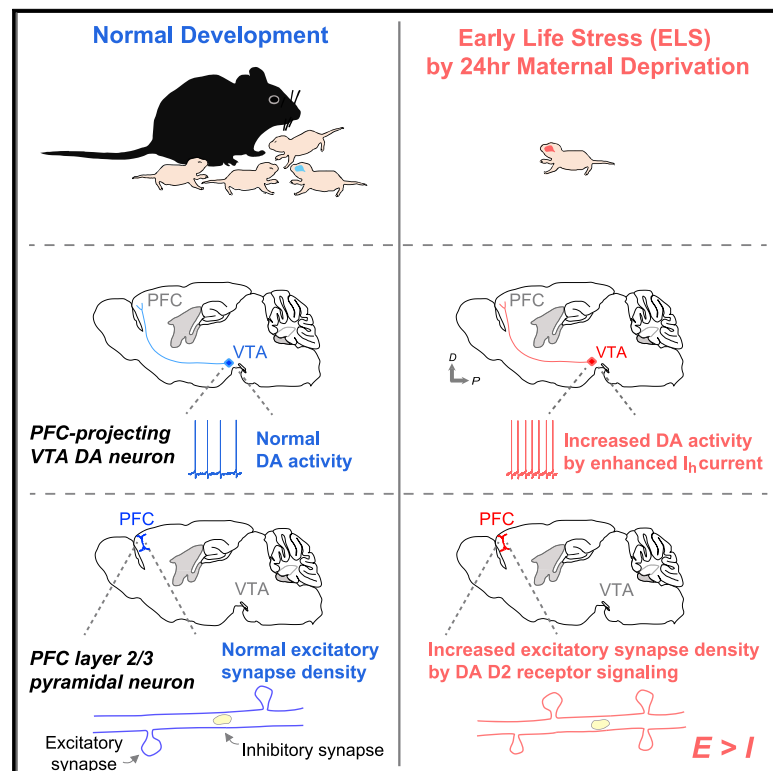 Normal Development
Early Life Stress (ELS)
by 24hr Maternal Deprivation
PFC
VTA
PFC-projecting
VTA DA neuron
Normal
DA activity
PFC
VTA
D
P
Increased DA activity
by enhanced Ih current
PFC
VTA
PFC layer 2/3
pyramidal neuron
Normal excitatory
synapse density
Excitatory
synapse
Inhibitory synapse
PFC
VTA
Increased excitatory synapse density
by DA D2 receptor signaling
E > I